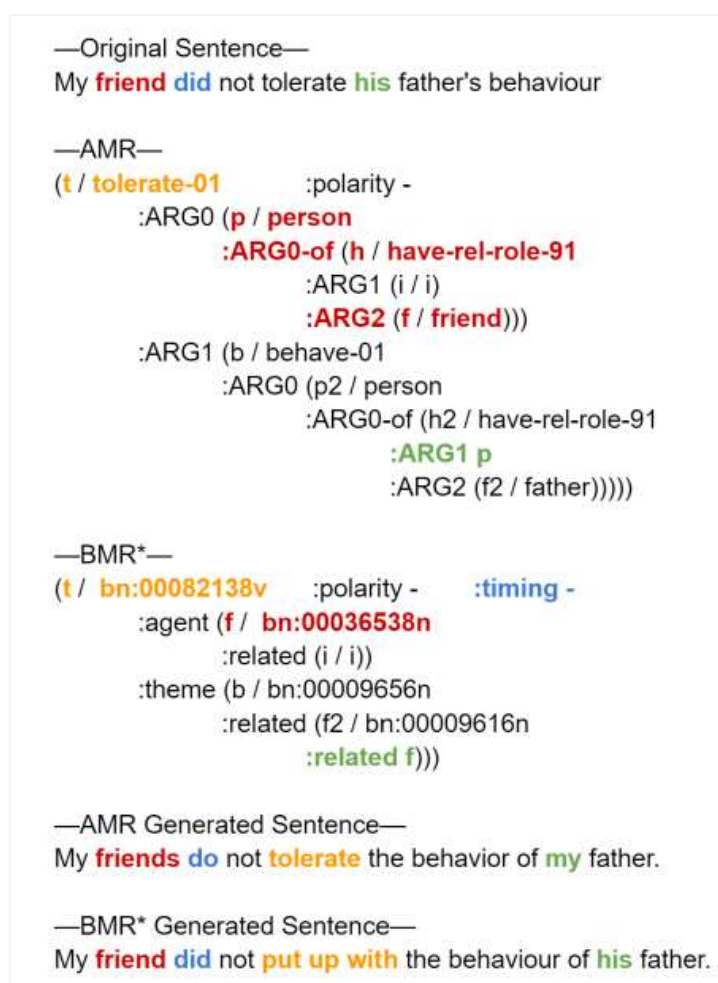 —Original Sentence—
My friend did not tolerate his father's behaviour
—AMR—
(t / tolerate-01 :polarity -
:ARG0 (p / person
:ARG0-of (h / have-rel-role-91
:ARG1 (i / i)
:ARG2 (f / friend)))
:ARG1 (b / behave-01
:ARG0 (p2 / person
:ARG0-of (h2 / have-rel-role-91
:ARG1 p
:ARG2 (f2 / father)))))
—BMR*—
(t / bn:00082138v :polarity - :timing -
:agent (f / bn:00036538n
:related (i / i))
:theme (b / bn:00009656n
:related (f2 / bn:00009616n
:related f)))
—AMR Generated Sentence—
My friends do not tolerate the behavior of my father.
—BMR* Generated Sentence—
My friend did not put up with the behaviour of his father.